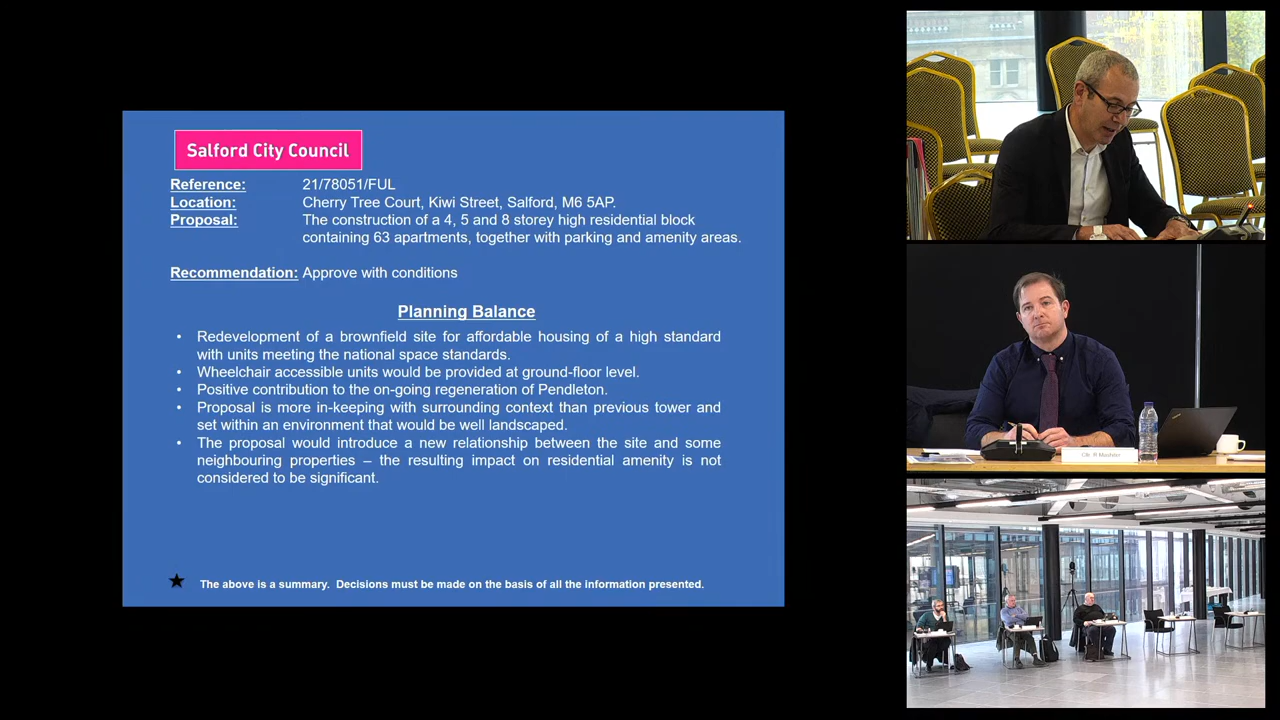 Salford City Council
Reference: 21/78051/FUL
Location: Cherry Tree Court, Kiwi Street, Salford, M6 5AP.
Proposal: The construction of a 4, 5 and 8 storey high residential block
containing 63 apartments, together with parking and amenity areas.
Recommendation: Approve with conditions
Planning Balance
• Redevelopment of a brownfield site for affordable housing of a high standard
with units meeting the national space standards.
• Wheelchair accessible units would be provided at ground-floor level.
• Positive contribution to the on-going regeneration of Pendleton.
• Proposal is more in-keeping with surrounding context than previous tower and
set within an environment that would be well landscaped.
• The proposal would introduce a new relationship between the site and some
neighbouring properties – the resulting impact on residential amenity is not
considered to be significant.
★ The above is a summary. Decisions must be made on the basis of all the information presented.